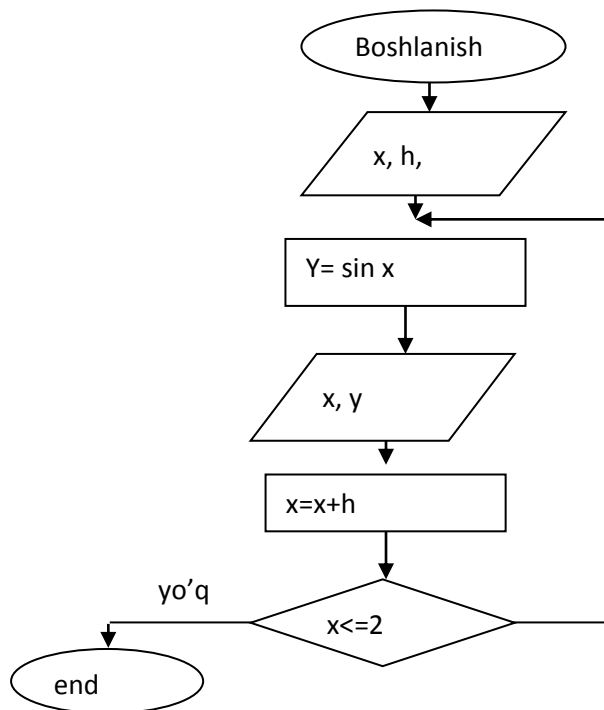 Boshlanish
x, h,
Y= sin x
x, y
x=x+h
yo’q
x<=2
end